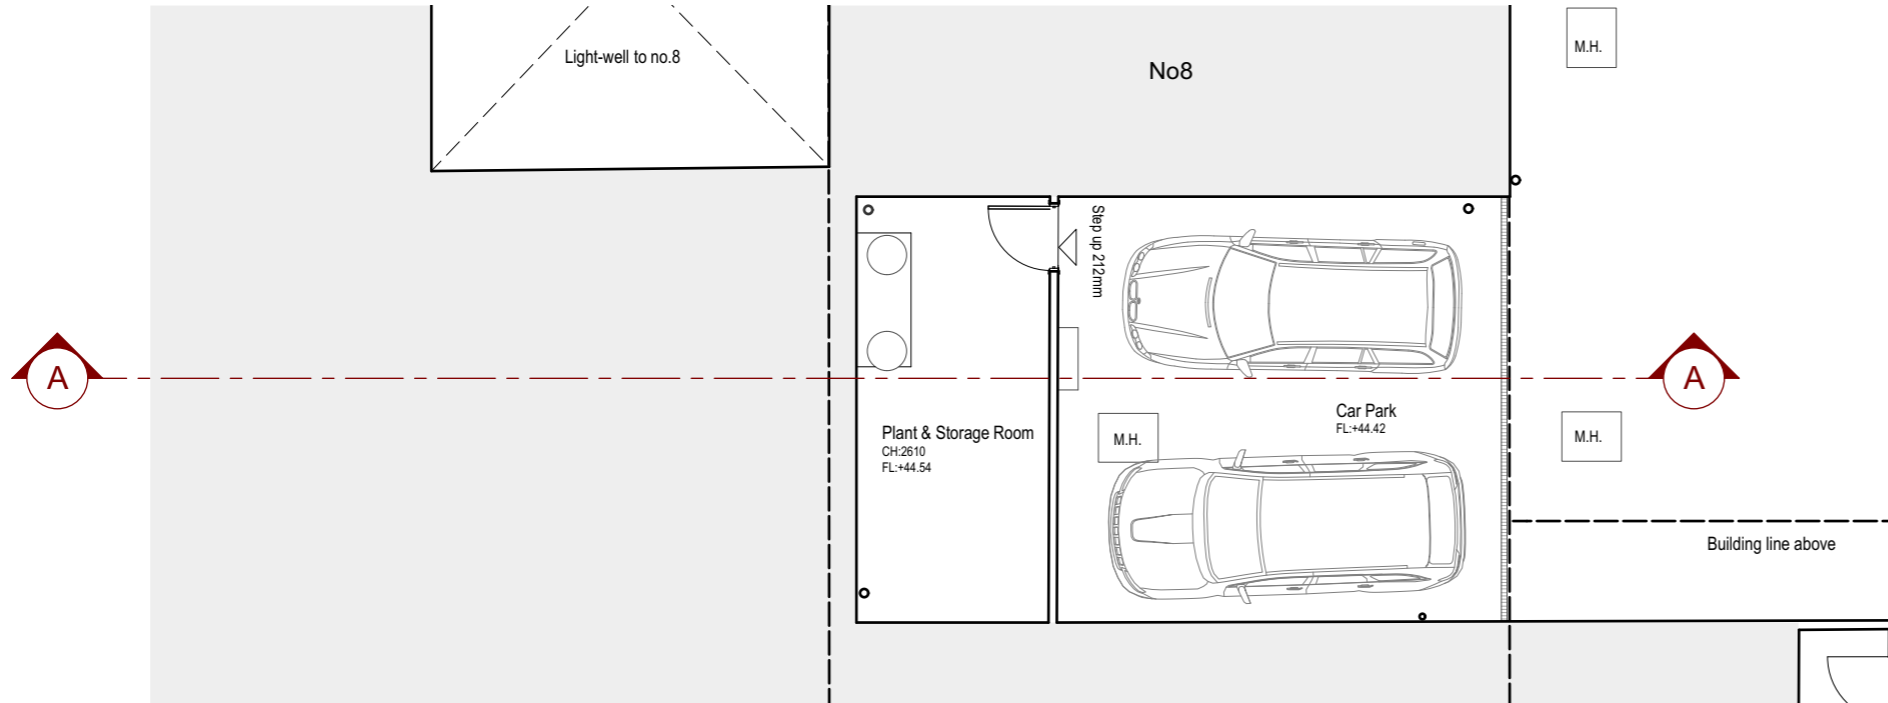 Light-well to no.8
No8
M.H.
Step up 212mm
A
A
Plant & Storage Room
CH:2610
FL:+44.54
M.H.
Car Park
FL:+44.42
M.H.
Building line above